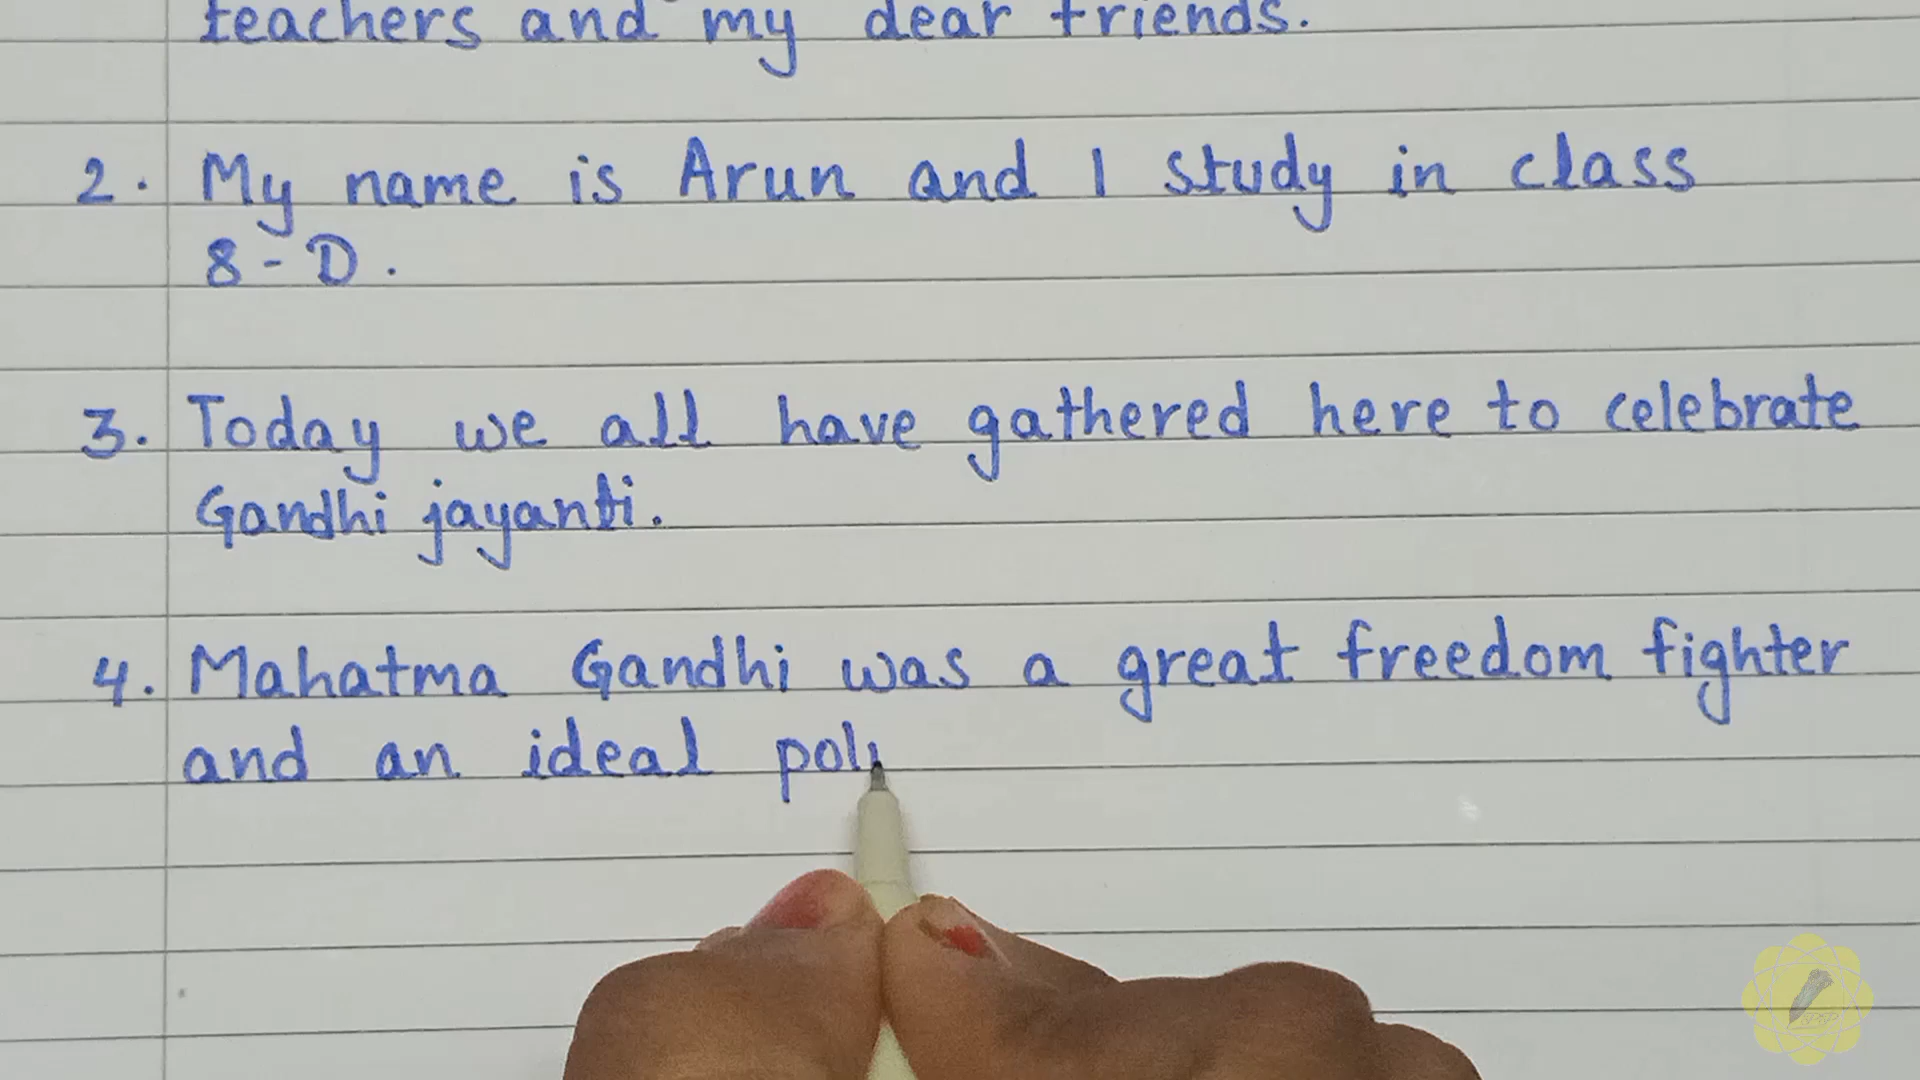 teachers and my dear friends.
2. My name is Arun and I study in class
8-D.
3. Today we all have gathered here to celebrate
Gandhi jayanti.
4. Mahatma Gandhi was a great freedom fighter
and an ideal poli